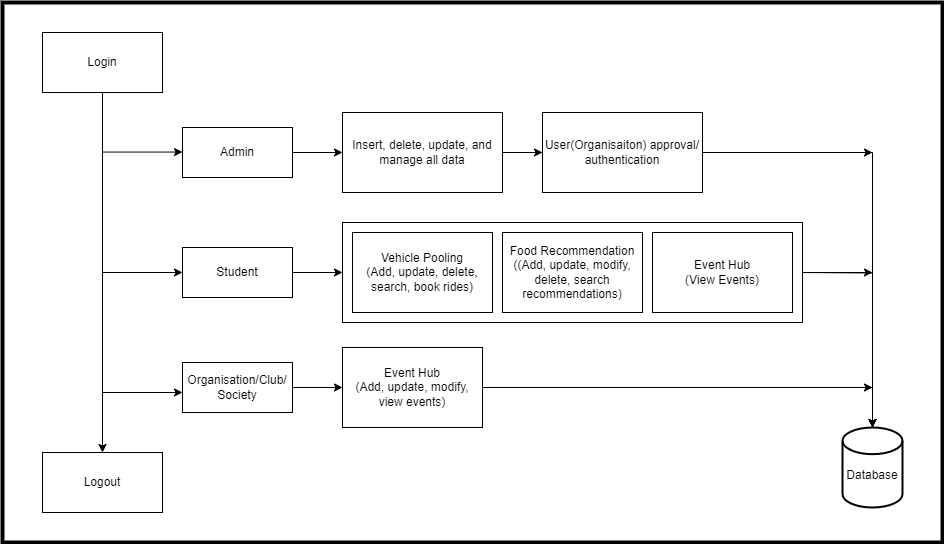 Login
Admin
Insert, delete, update, and
manage all data
User(Organisaiton) approval/
authentication
Student
Vehicle Pooling
(Add, update, delete,
search, book rides)
Food Recommendation
((Add, update, modify,
delete, search
recommendations)
Event Hub
(View Events)
Organisation/Club/
Society
Event Hub
(Add, update, modify,
view events)
Logout
Database